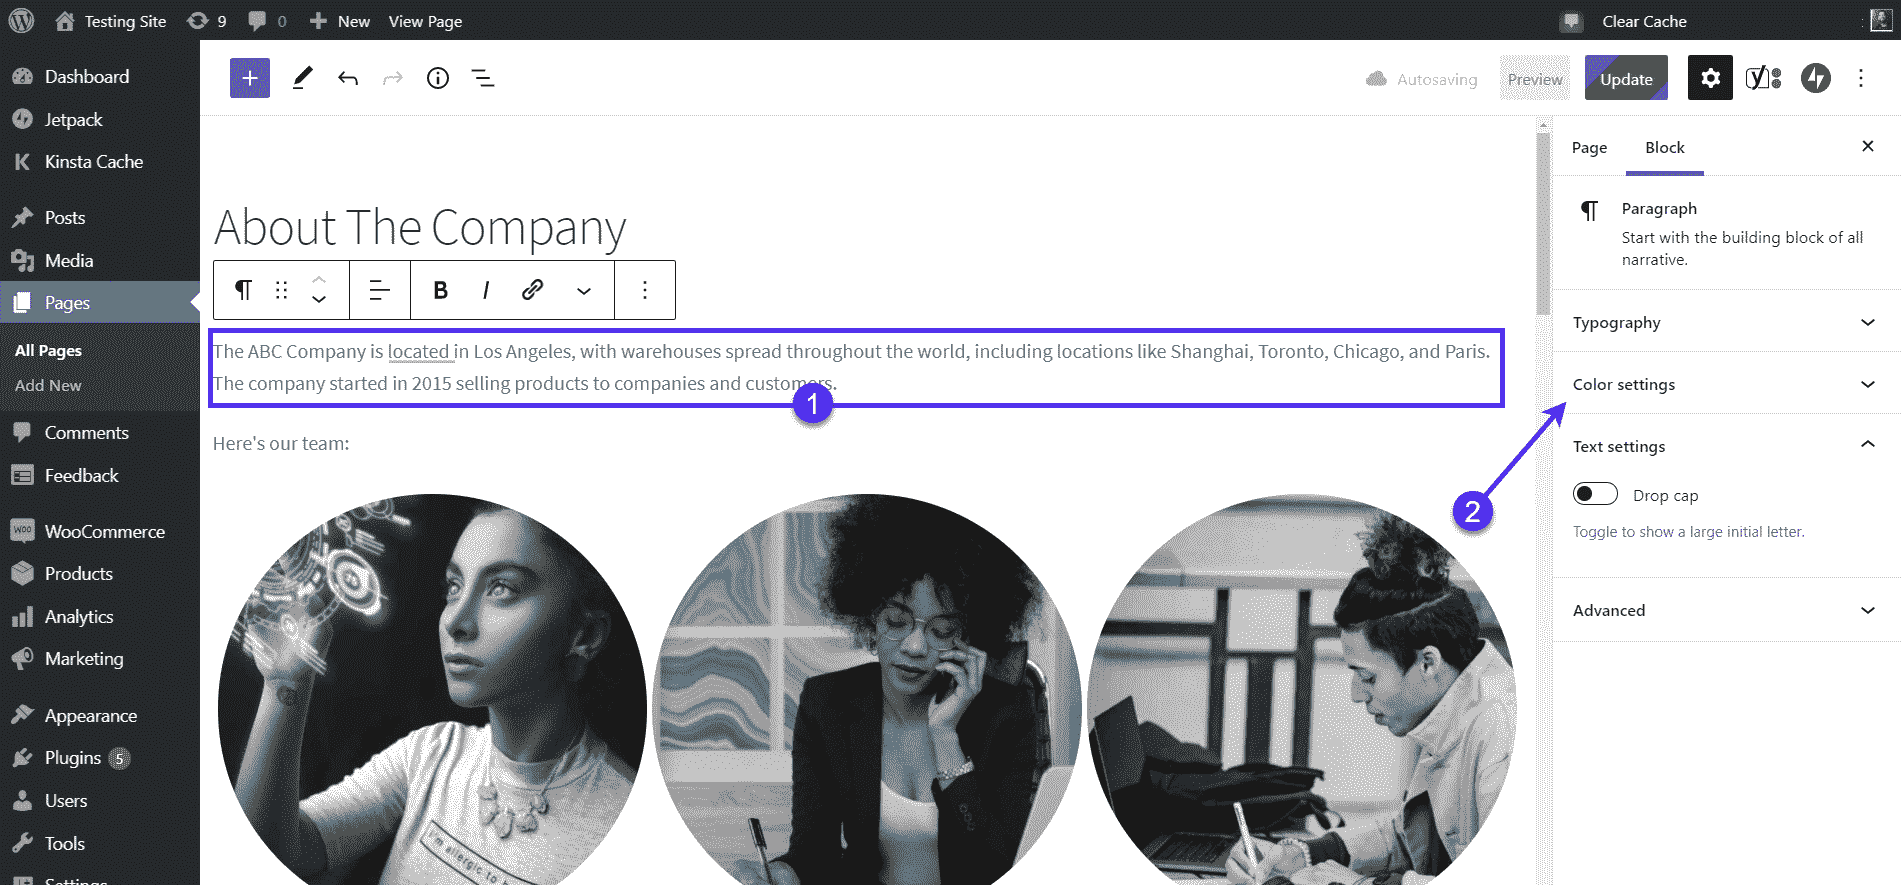 Testing Site 9 0 New View Page Clear Cache
Dashboard
Jetpack
Kinsta Cache
Posts
Media
Pages
All Pages
Add New
Comments
Feedback
WooCommerce
Products
Analytics
Marketing
Appearance
Plugins 5
Users
Tools
Settings
Autosaving Preview Update
About The Company
B I
The ABC Company is located in Los Angeles, with warehouses spread throughout the world, including locations like Shanghai, Toronto, Chicago, and Paris.
The company started in 2015 selling products to companies and customers.
1
Here's our team:
2
Page Block
Paragraph
Start with the building block of all
narrative.
Typography
Color settings
Text settings
Drop cap
Toggle to show a large initial letter.
Advanced
I'm allergic to